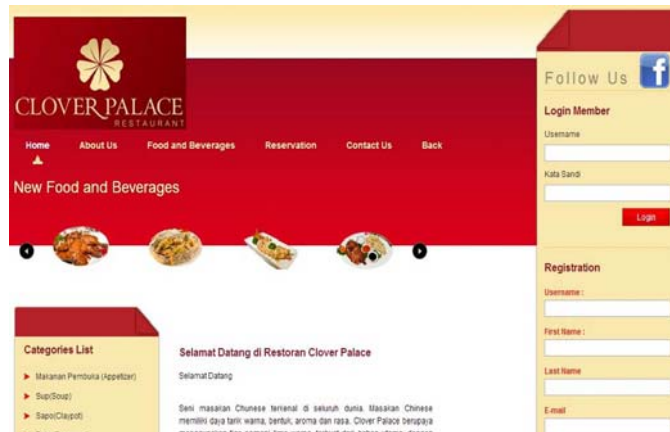 CLOVER PALACE
RESTAURANT
Home About Us Food and Beverages Reservation Contact Us Back
New Food and Beverages
Follow Us f
Login Member
Username
Kata Sandi
Login
Registration
Username :
First Name :
Last Name
E-mail
Categories List
Makanan Pembuka (Appetizer)
Sup(Soup)
Sapo(Claypot)
Selamat Datang di Restoran Clover Palace
Selamat Datang
Seni masakan Chunese terkenal di seluruh dunia. Masakan Chinese
memiliki daya tarik warna, bentuk, aroma dan rasa. Clover Palace berupaya